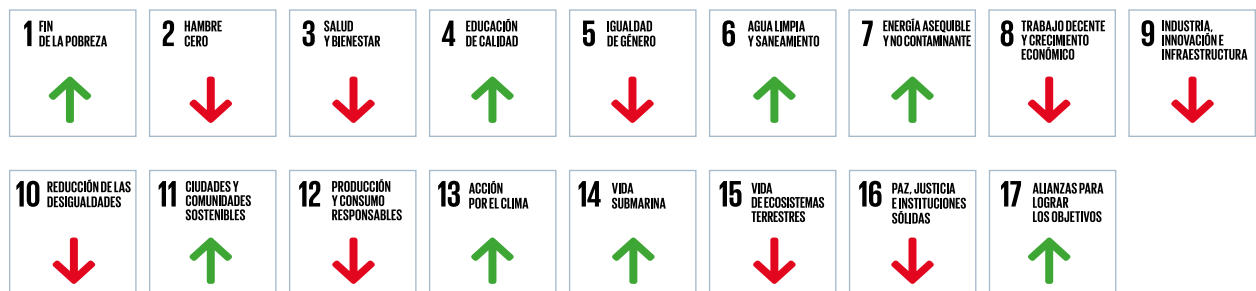 1 FIN
DE LA POBREZA
2 HAMBRE
CERO
3 SALUD
Y BIENESTAR
4 EDUCACIÓN
DE CALIDAD
5 IGUALDAD
DE GÉNERO
6 AGUA LIMPIA
Y SANEAMIENTO
7 ENERGÍA ASEQUIBLE
Y NO CONTAMINANTE
8 TRABAJO DECENTE
Y CRECIMIENTO
ECONÓMICO
9 INDUSTRIA,
INNOVACIÓN E
INFRAESTRUCTURA
10 REDUCCIÓN DE LAS
DESIGUALDADES
11 CIUDADES Y
COMUNIDADES
SOSTENIBLES
12 PRODUCCIÓN
Y CONSUMO
RESPONSABLES
13 ACCIÓN
POR EL CLIMA
14 VIDA
SUBMARINA
15 VIDA
DE ECOSISTEMAS
TERRESTRES
16 PAZ, JUSTICIA
E INSTITUCIONES
SÓLIDAS
17 ALIANZAS PARA
LOGRAR
LOS OBJETIVOS